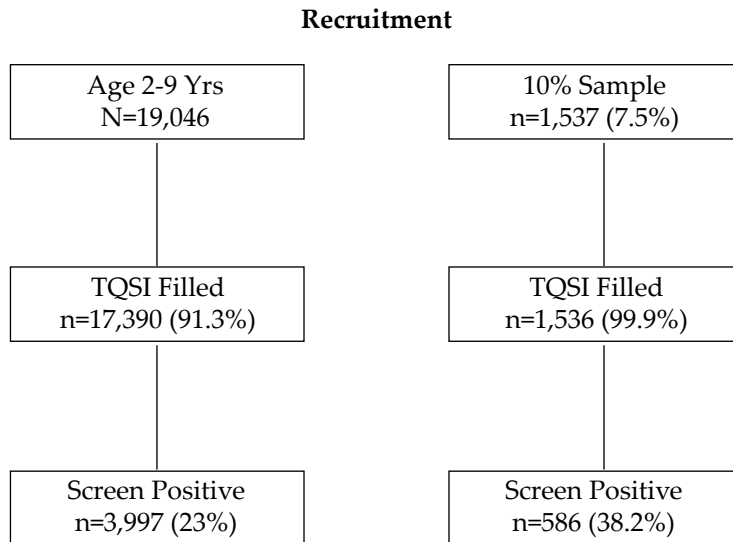 Recruitment
Age 2-9 Yrs
N=19,046
10% Sample
n=1,537 (7.5%)
TQSI Filled
n=17,390 (91.3%)
TQSI Filled
n=1,536 (99.9%)
Screen Positive
n=3,997 (23%)
Screen Positive
n=586 (38.2%)